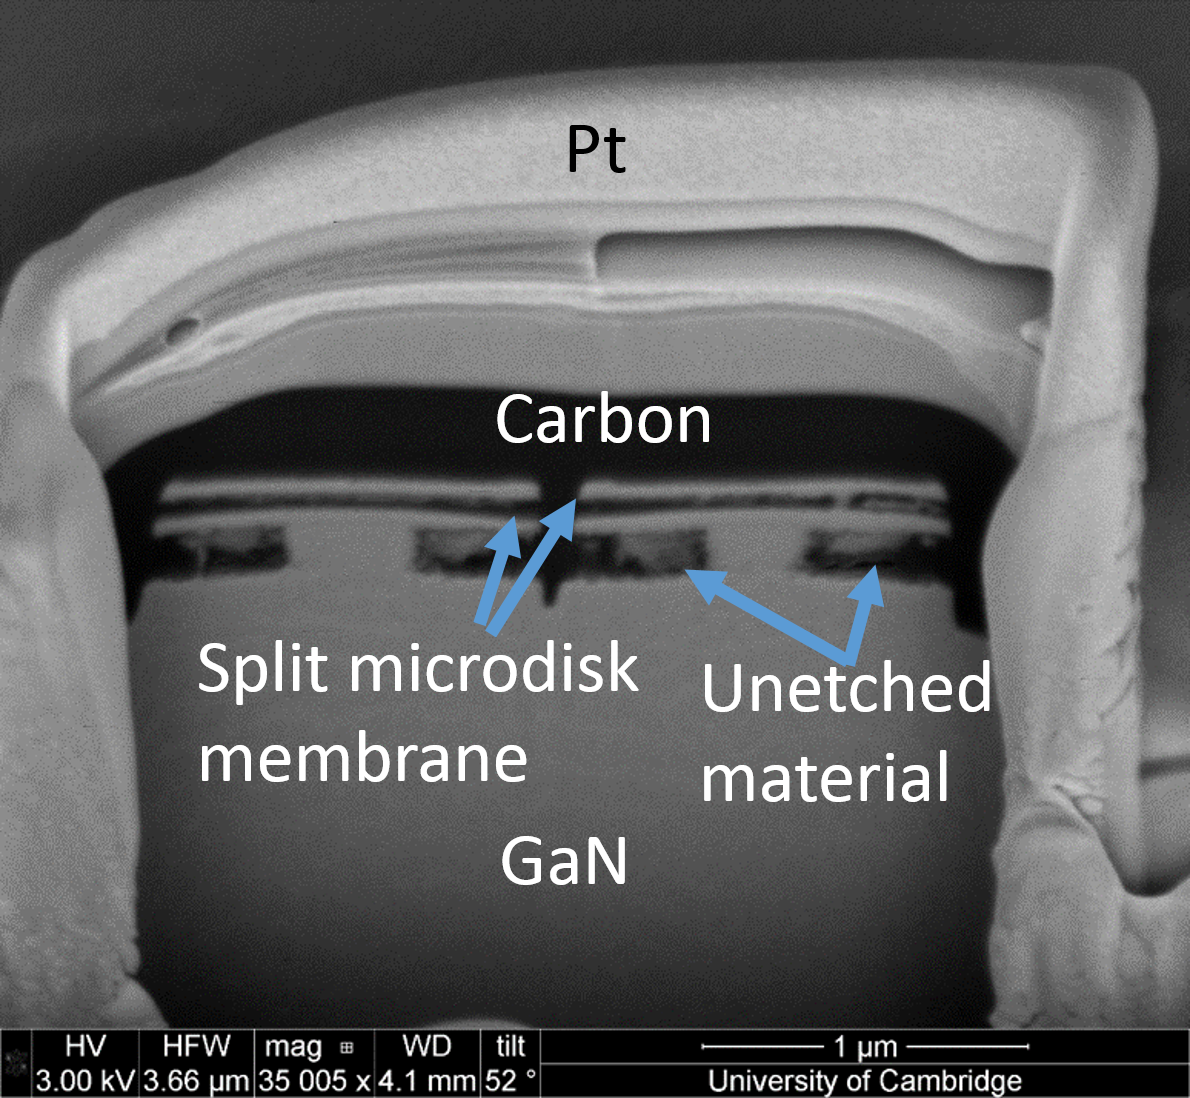 Pt
Carbon
Split microdisk
membrane
Unetched
material
GaN
HV HFW mag WD tilt 1 µm
3.00 kV 3.66 µm 35 005 x 4.1 mm 52 ° University of Cambridge